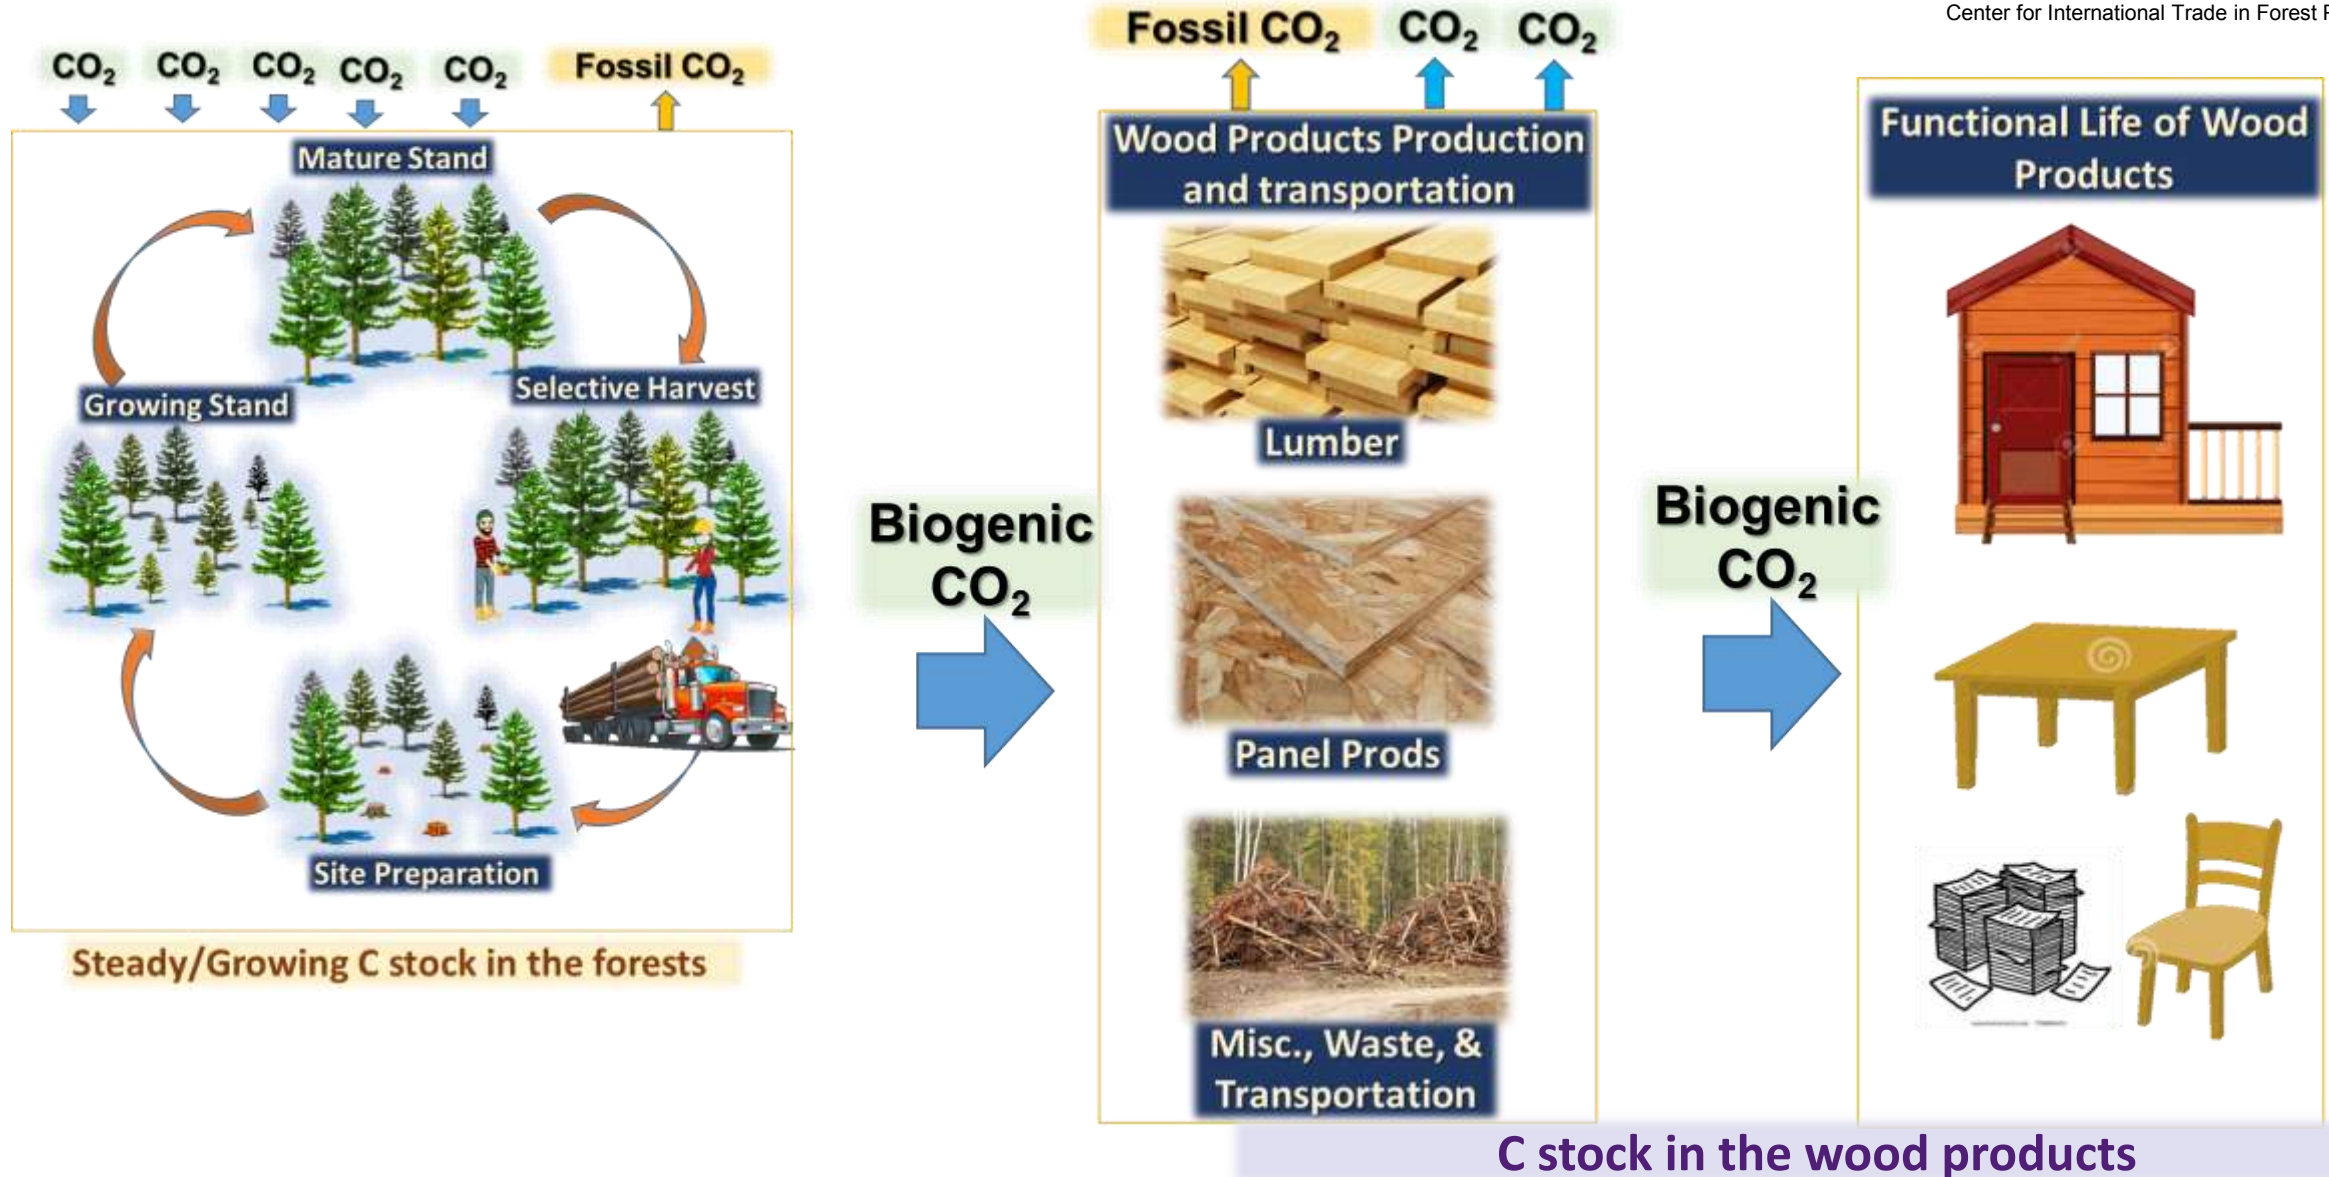 Center for International Trade in Forest
CO₂ CO₂ CO₂ CO₂ CO₂ Fossil CO₂
Mature Stand
Growing Stand
Selective Harvest
Site Preparation
Steady/Growing C stock in the forests
Biogenic
CO₂
Fossil CO₂ CO₂ CO₂
Wood Products Production
and transportation
Lumber
Panel Prods
Misc., Waste, &
Transportation
Biogenic
CO₂
Functional Life of Wood
Products
C stock in the wood products